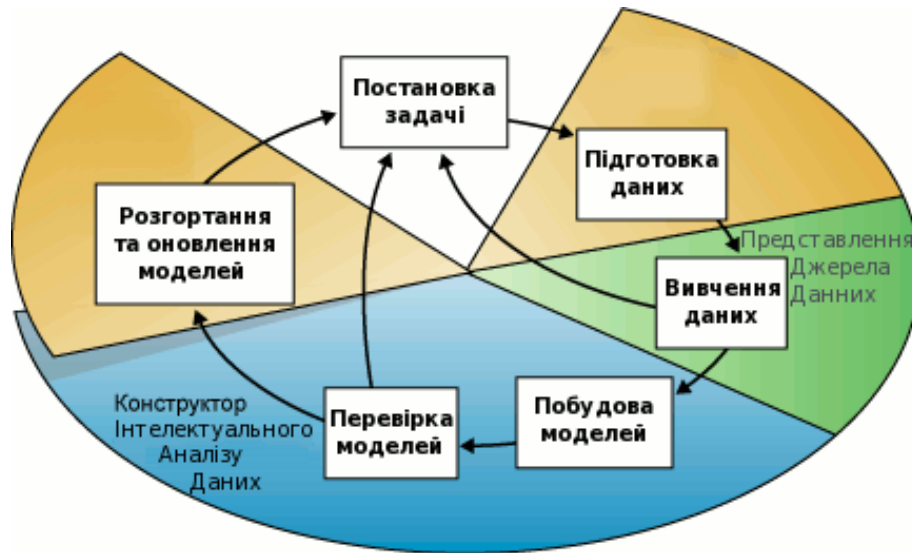 Постановка
задачі
Підготовка
даних
Розгортання
та оновлення
моделей
Представлення
Джерела
Данних
Вивчення
даних
Конструктор
Інтелектуального
Аналізу
Даних
Перевірка
моделей
Побудова
моделей